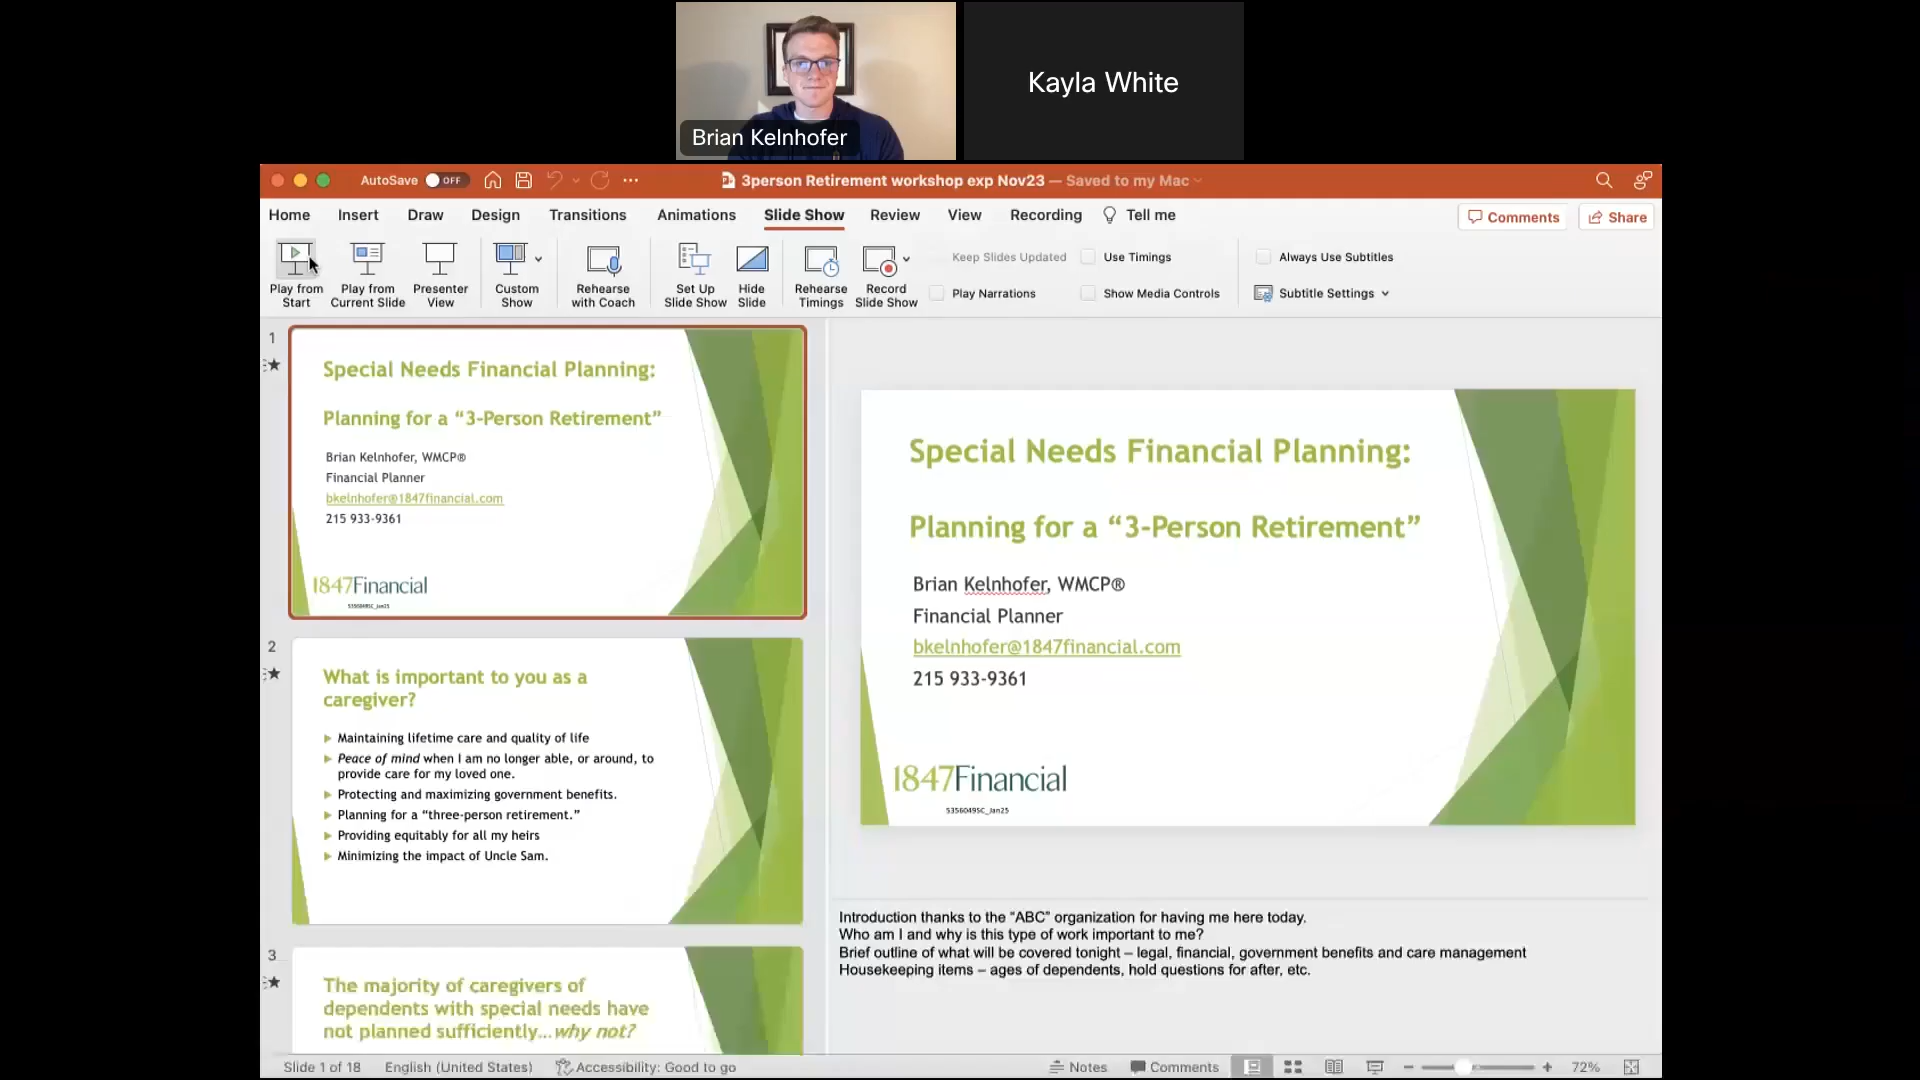 Kayla White
Brian Kelnhofer
AutoSave OFF
3person Retirement workshop exp Nov23 — Saved to my Mac
Home Insert Draw Design Transitions Animations Slide Show Review View Recording Tell me
Comments Share
Play from Start
Play from Current Slide
Presenter View
Custom Show
Rehearse with Coach
Set Up Slide Show
Hide Slide
Rehearse Timings
Record Slide Show
Keep Slides Updated
Play Narrations
Use Timings
Show Media Controls
Always Use Subtitles
Subtitle Settings
1
Special Needs Financial Planning:
Planning for a “3-Person Retirement”
Brian Kelnhofer, WMCP®
Financial Planner
bkelnhofer@1847financial.com
215 933-9361
1847Financial
5356049SC_Jan25
2
What is important to you as a
caregiver?
Maintaining lifetime care and quality of life
Peace of mind when I am no longer able, or around, to
provide care for my loved one.
Protecting and maximizing government benefits.
Planning for a “three-person retirement.”
Providing equitably for all my heirs
Minimizing the impact of Uncle Sam.
3
The majority of caregivers of
dependents with special needs have
not planned sufficiently...why not?
Special Needs Financial Planning:
Planning for a “3-Person Retirement”
Brian Kelnhofer, WMCP®
Financial Planner
bkelnhofer@1847financial.com
215 933-9361
1847Financial
5356049SC_Jan25
Introduction thanks to the “ABC” organization for having me here today.
Who am I and why is this type of work important to me?
Brief outline of what will be covered tonight – legal, financial, government benefits and care management
Housekeeping items – ages of dependents, hold questions for after, etc.
Slide 1 of 18 English (United States) Accessibility: Good to go Notes Comments 72%